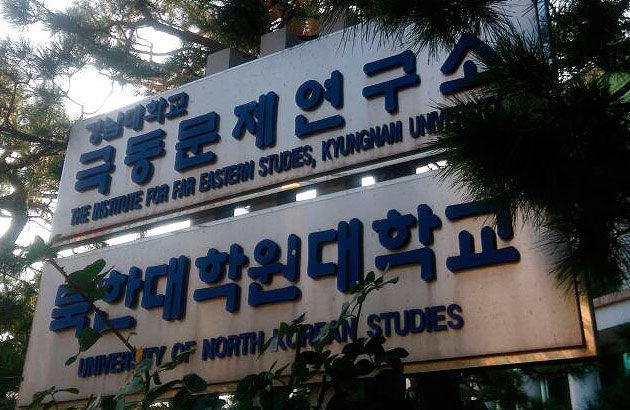 경남대학교
극동문제연구소
THE INSTITUTE FOR FAR EASTERN STUDIES, KYUNGNAM UNIVERSITY
북한대학원대학교
UNIVERSITY OF NORTH KOREAN STUDIES